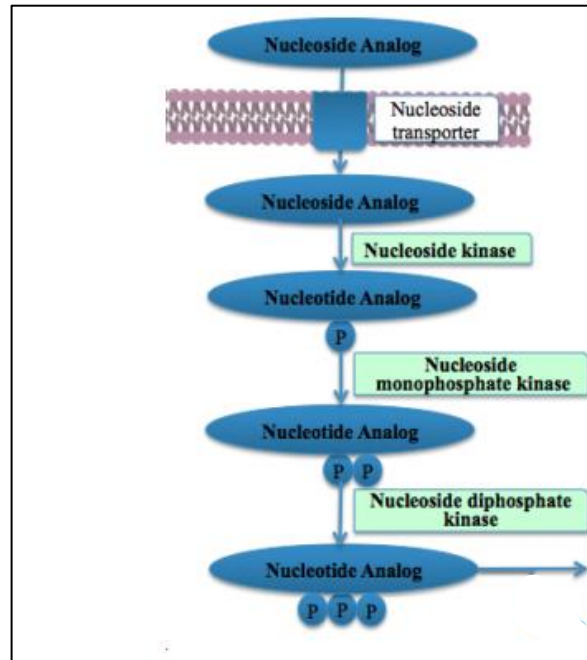 Nucleoside Analog
Nucleoside
transporter
Nucleoside Analog
Nucleoside kinase
Nucleotide Analog
P
Nucleoside
monophosphate kinase
Nucleotide Analog
P P
Nucleoside diphosphate
kinase
Nucleotide Analog
P P P